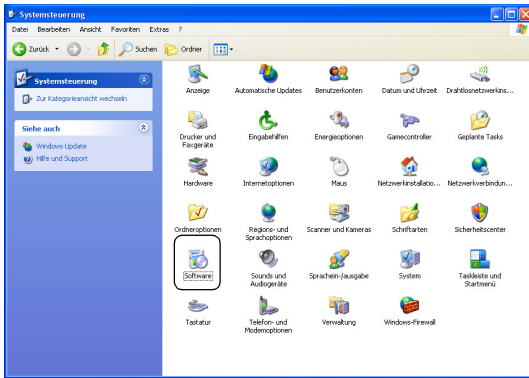 Systemsteuerung
Datei Bearbeiten Ansicht Favoriten Extras ?
Zurück Suchen Ordner
Systemsteuerung
Zur Kategorieansicht wechseln
Siehe auch
Windows Update
Hilfe und Support
Anzeige Automatische Updates Benutzerkonten Datum und Uhrzeit Drahtlosnetzwerkins...
Drucker und Faxgeräte Eingabehilfen Energieoptionen Gamecontroller Geplante Tasks
Hardware Internetoptionen Maus Netzwerkinstallatio... Netzwerkverbindun...
Ordneroptionen Regions- und Sprachoptionen Scanner und Kameras Schriftarten Sicherheitscenter
Software Sounds und Audiogeräte Sprachein-/ausgabe System Taskleiste und Startmenü
Tastatur Telefon- und Modemoptionen Verwaltung Windows-Firewall